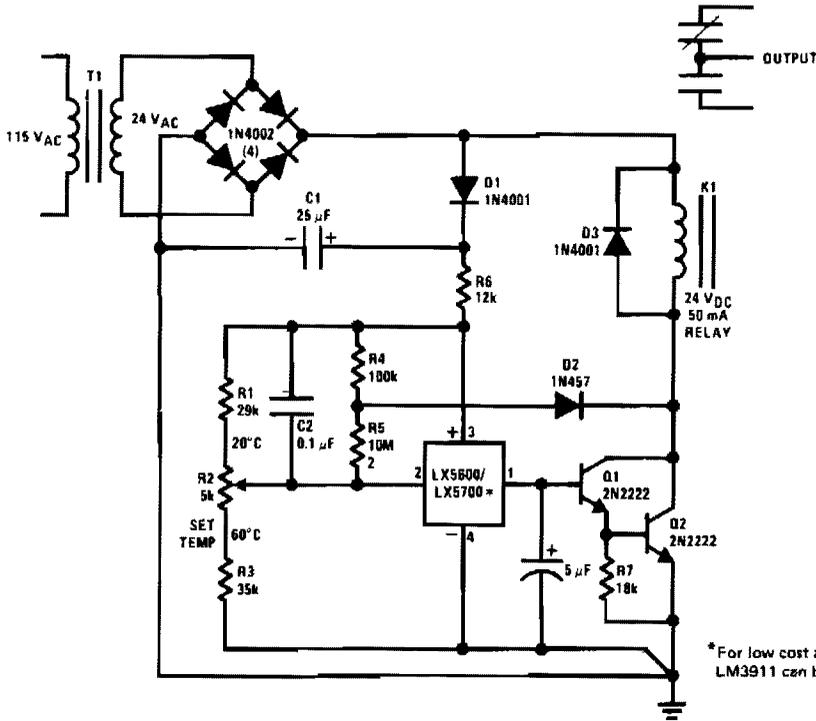 OUTPUT
T1
115 VAC
24 VAC
1N4002
(4)
C1
25 µF
- +
D1
1N4001
K1
D3
1N4001
R6
12k
24 VDC
50 mA
RELAY
R4
100k
D2
1N457
R1
29k
C2
0.1 µF
20°C
R5
10M
+ 3
2
LX5600/
LX5700*
1
2
R2
5k
Q1
2N2222
SET
TEMP
60°C
- 4
Q2
2N2222
+
5 µF
R7
18k
R3
35k
*For low cost
LM3911 can